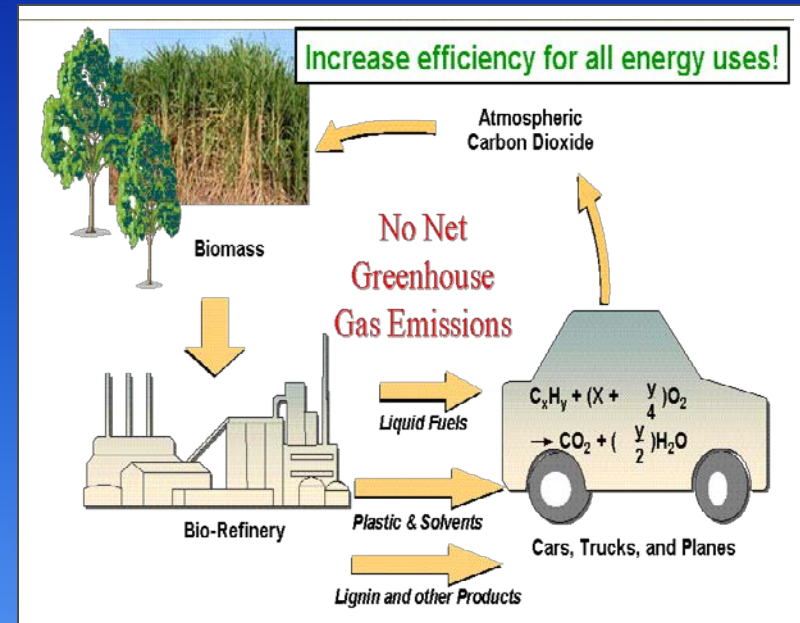 Increase efficiency for all energy uses!
Atmospheric
Carbon Dioxide
Biomass
No Net
Greenhouse
Gas Emissions
Liquid Fuels
Plastic & Solvents
Lignin and other Products
Bio-Refinery
CₓHᵧ + (X + y/4)O₂
→ CO₂ + ( y/2 )H₂O
Cars, Trucks, and Planes